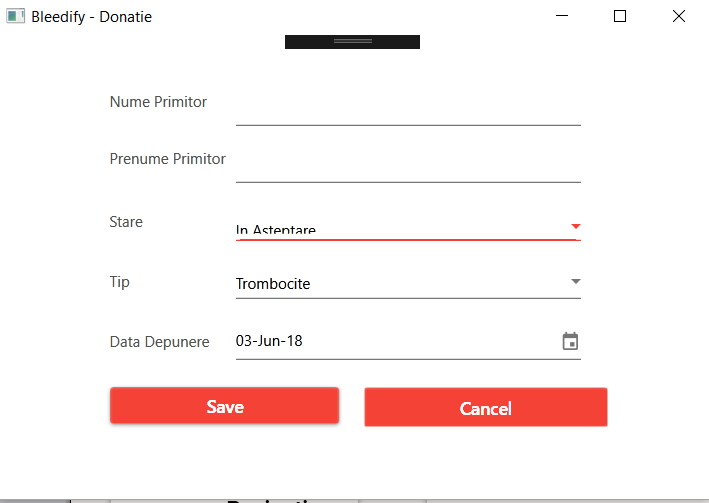 Bleedify - Donatie
Nume Primitor
Prenume Primitor
Stare
In Asteptare
Tip
Trombocite
Data Depunere
03-Jun-18
Save
Cancel